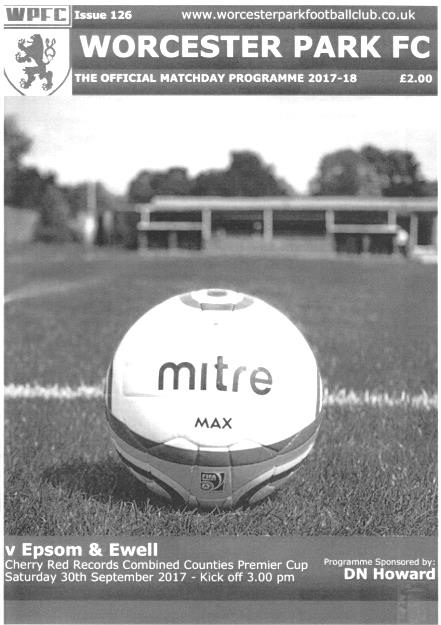 WPFC Issue 126 www.worcesterparkfootballclub.co.uk
WORCESTER PARK FC
THE OFFICIAL MATCHDAY PROGRAMME 2017-18 £2.00
mitre
MAX
FIFA
v Epsom & Ewell
Cherry Red Records Combined Counties Premier Cup
Saturday 30th September 2017 - Kick off 3.00 pm
Programme Sponsored by:
DN Howard